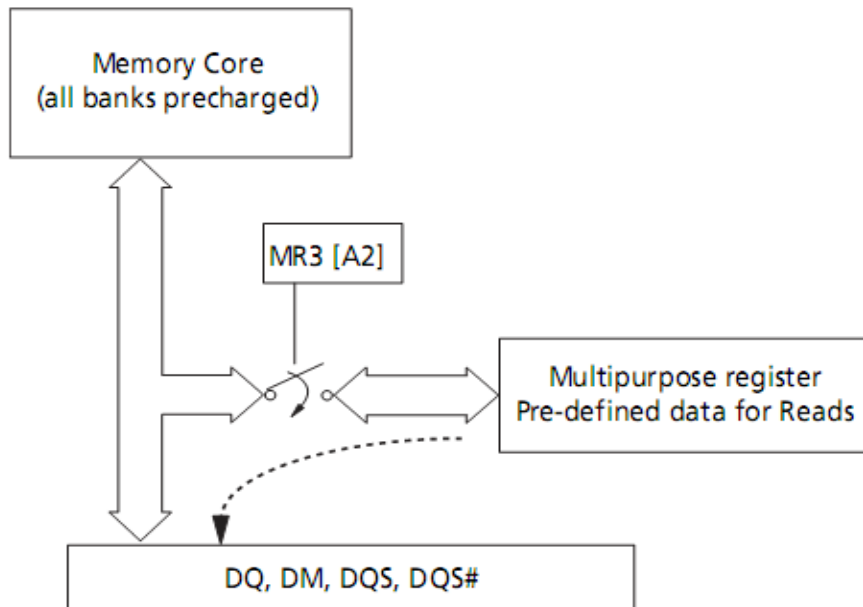 Memory Core
(all banks precharged)
MR3 [A2]
Multipurpose register
Pre-defined data for Reads
DQ, DM, DQS, DQS#